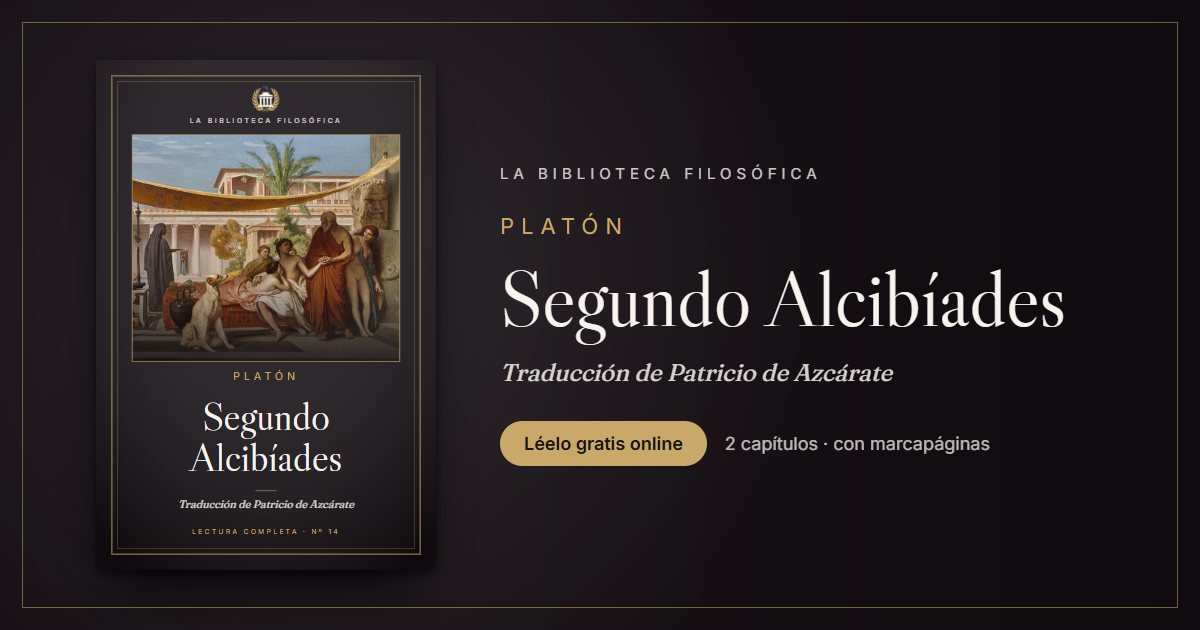 LA BIBLIOTECA FILOSÓFICA
PLATÓN
Segundo
Alcibíades
Traducción de Patricio de Azcárate
LECTURA COMPLETA · Nº 14
LA BIBLIOTECA FILOSÓFICA
PLATÓN
Segundo Alcibíades
Traducción de Patricio de Azcárate
Léelo gratis online
2 capítulos · con marcapáginas